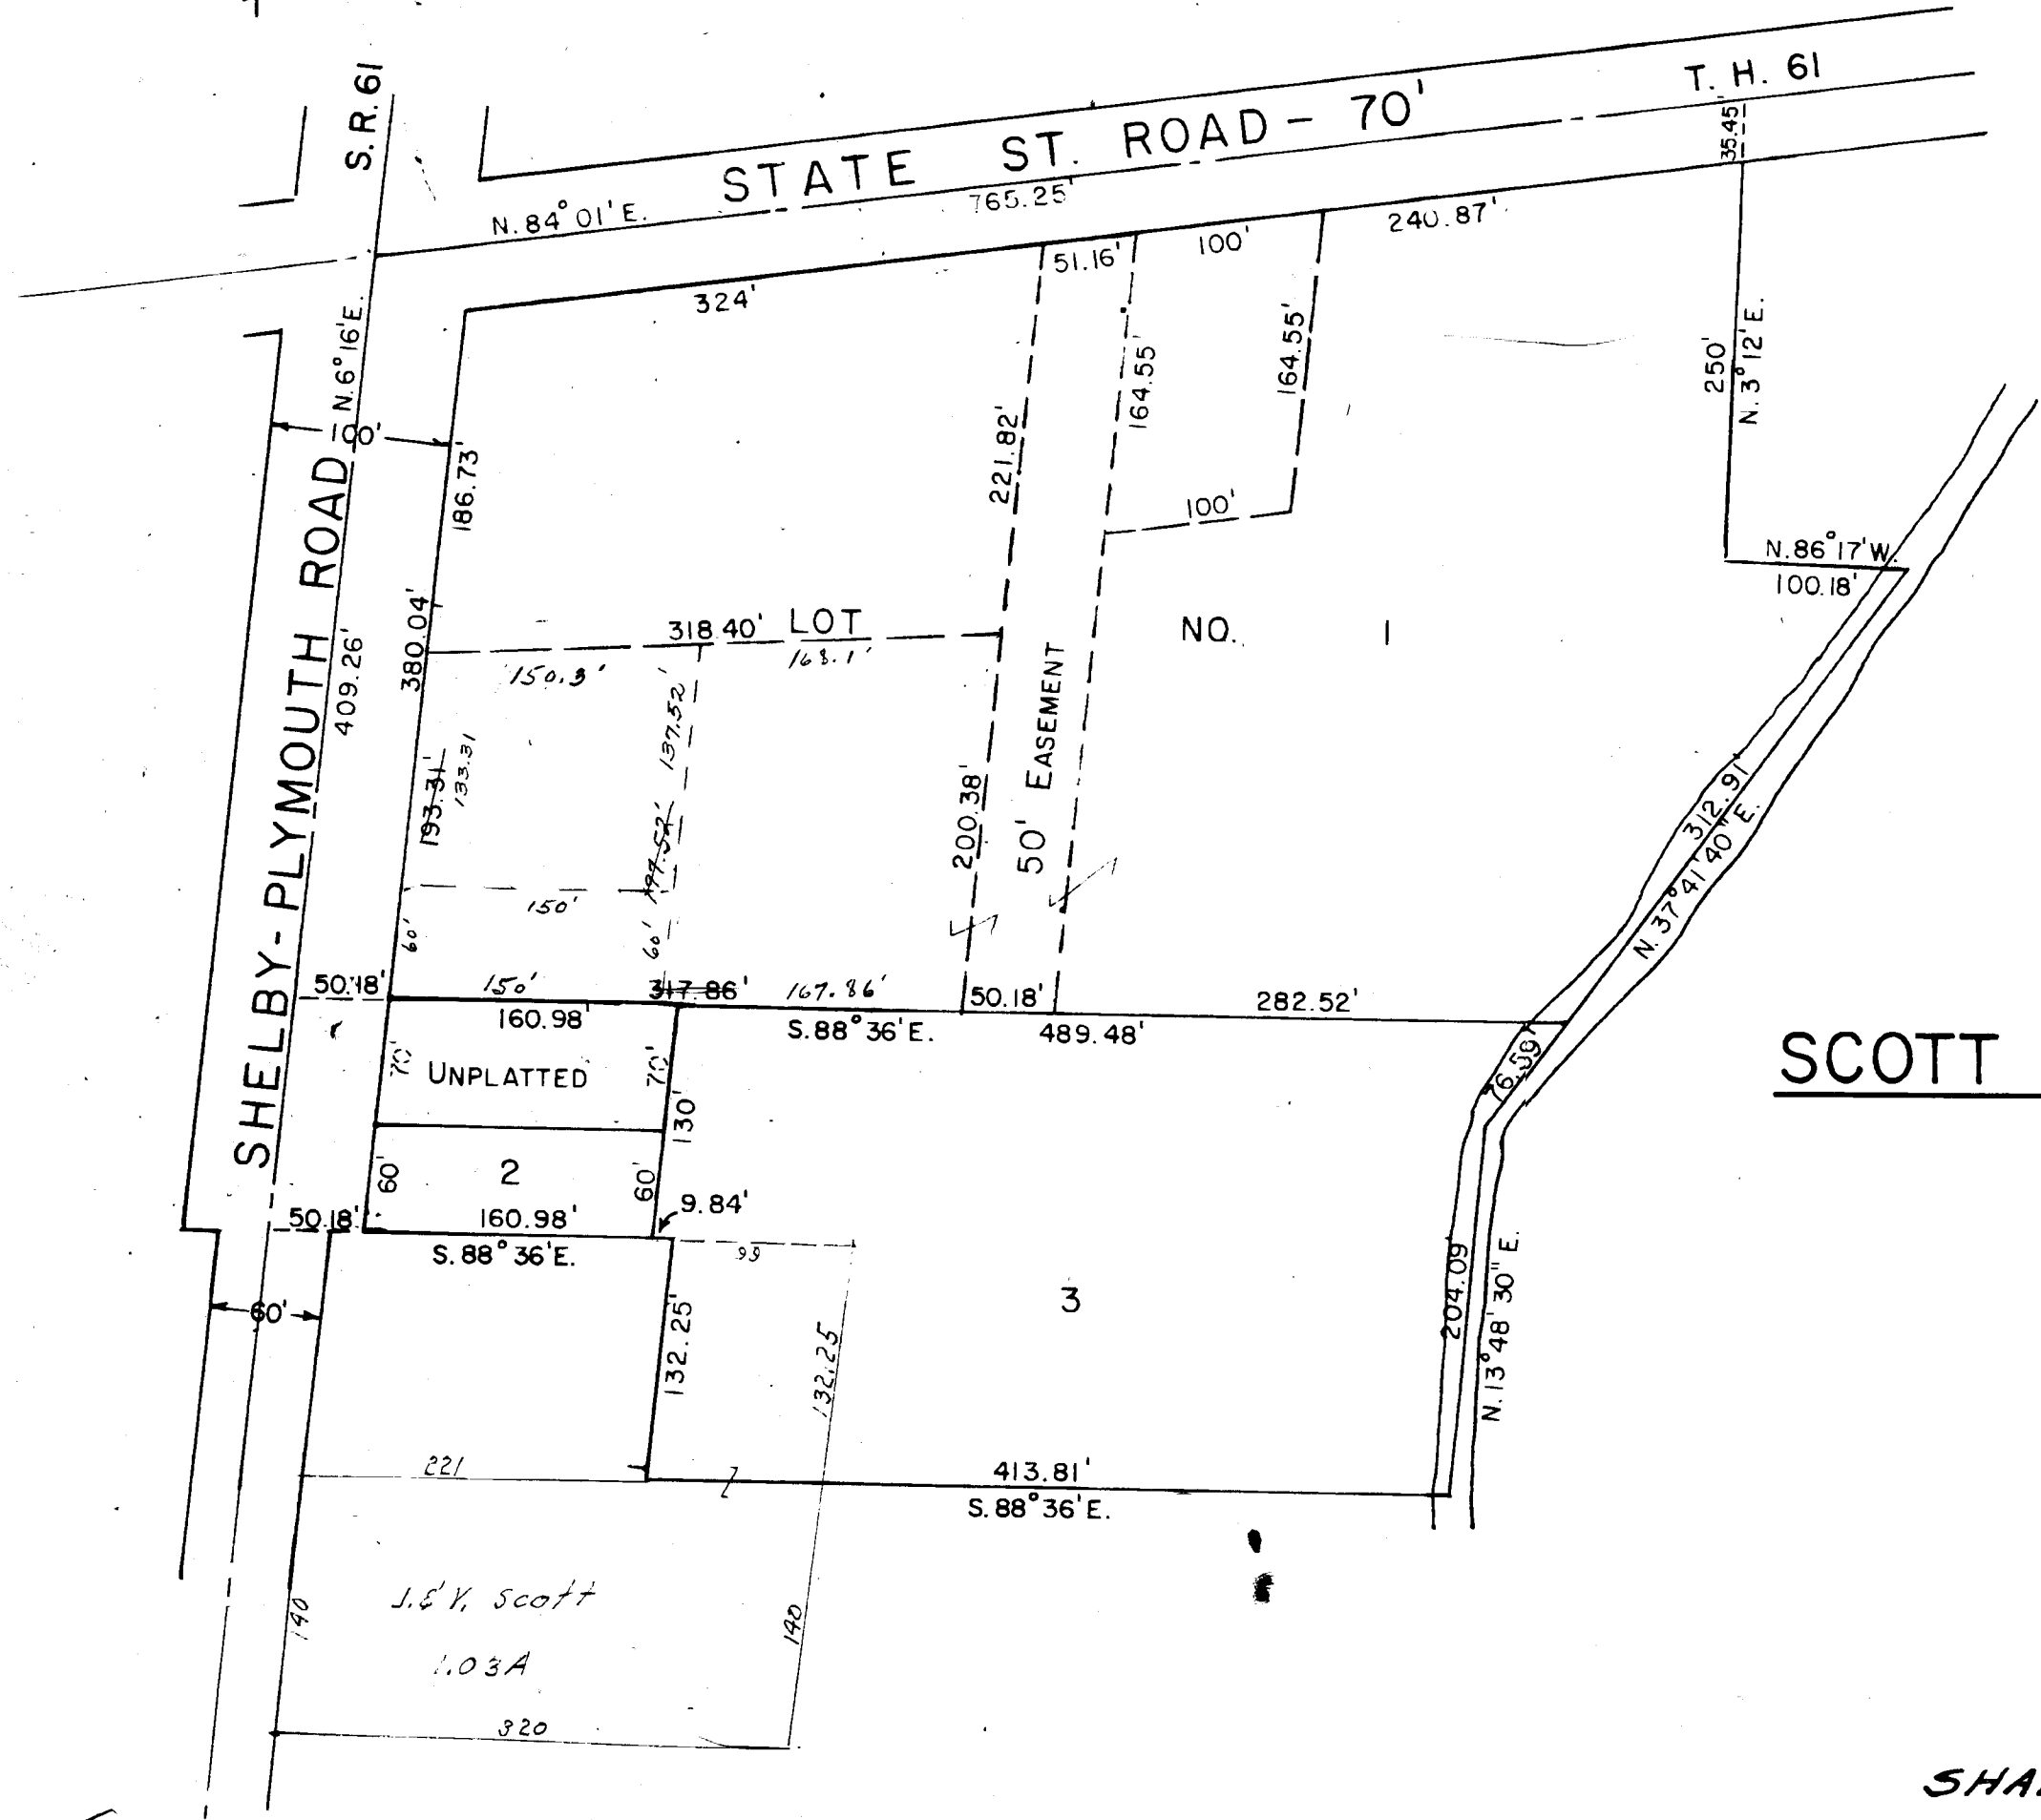 T. H. 61
S.R. 61
STATE ST. ROAD - 70'
35.45'
N. 84° 01' E.
765.25'
240.87'
100'
51.16'
324'
N. 6° 16' E.
164.55'
164.55'
250'
N. 3° 12' E.
186.73'
221.82'
100'
N. 86° 17' W.
100.18'
SHELBY-PLYMOUTH ROAD
409.26'
380.04'
318.40'
LOT NO. 1
150.3'
168.1'
137.52'
193.31'
133.31
197.52'
200.38'
50' EASEMENT
312.91'
N. 37° 41' 40" E.
150'
60'
60'
50.18'
150'
317.86'
167.86'
50.18'
282.52'
160.98'
S. 88° 36' E.
489.48'
SCOTT
70'
UNPLATTED
70'
76.59'
130'
60'
2
60'
9.84'
50.18'
160.98'
S. 88° 36' E.
99
60'
3
132.25'
132.25
204.09
N. 13° 48' 30" E.
221
413.81'
S. 88° 36' E.
J. & V. Scott
1.03A
140
140
320